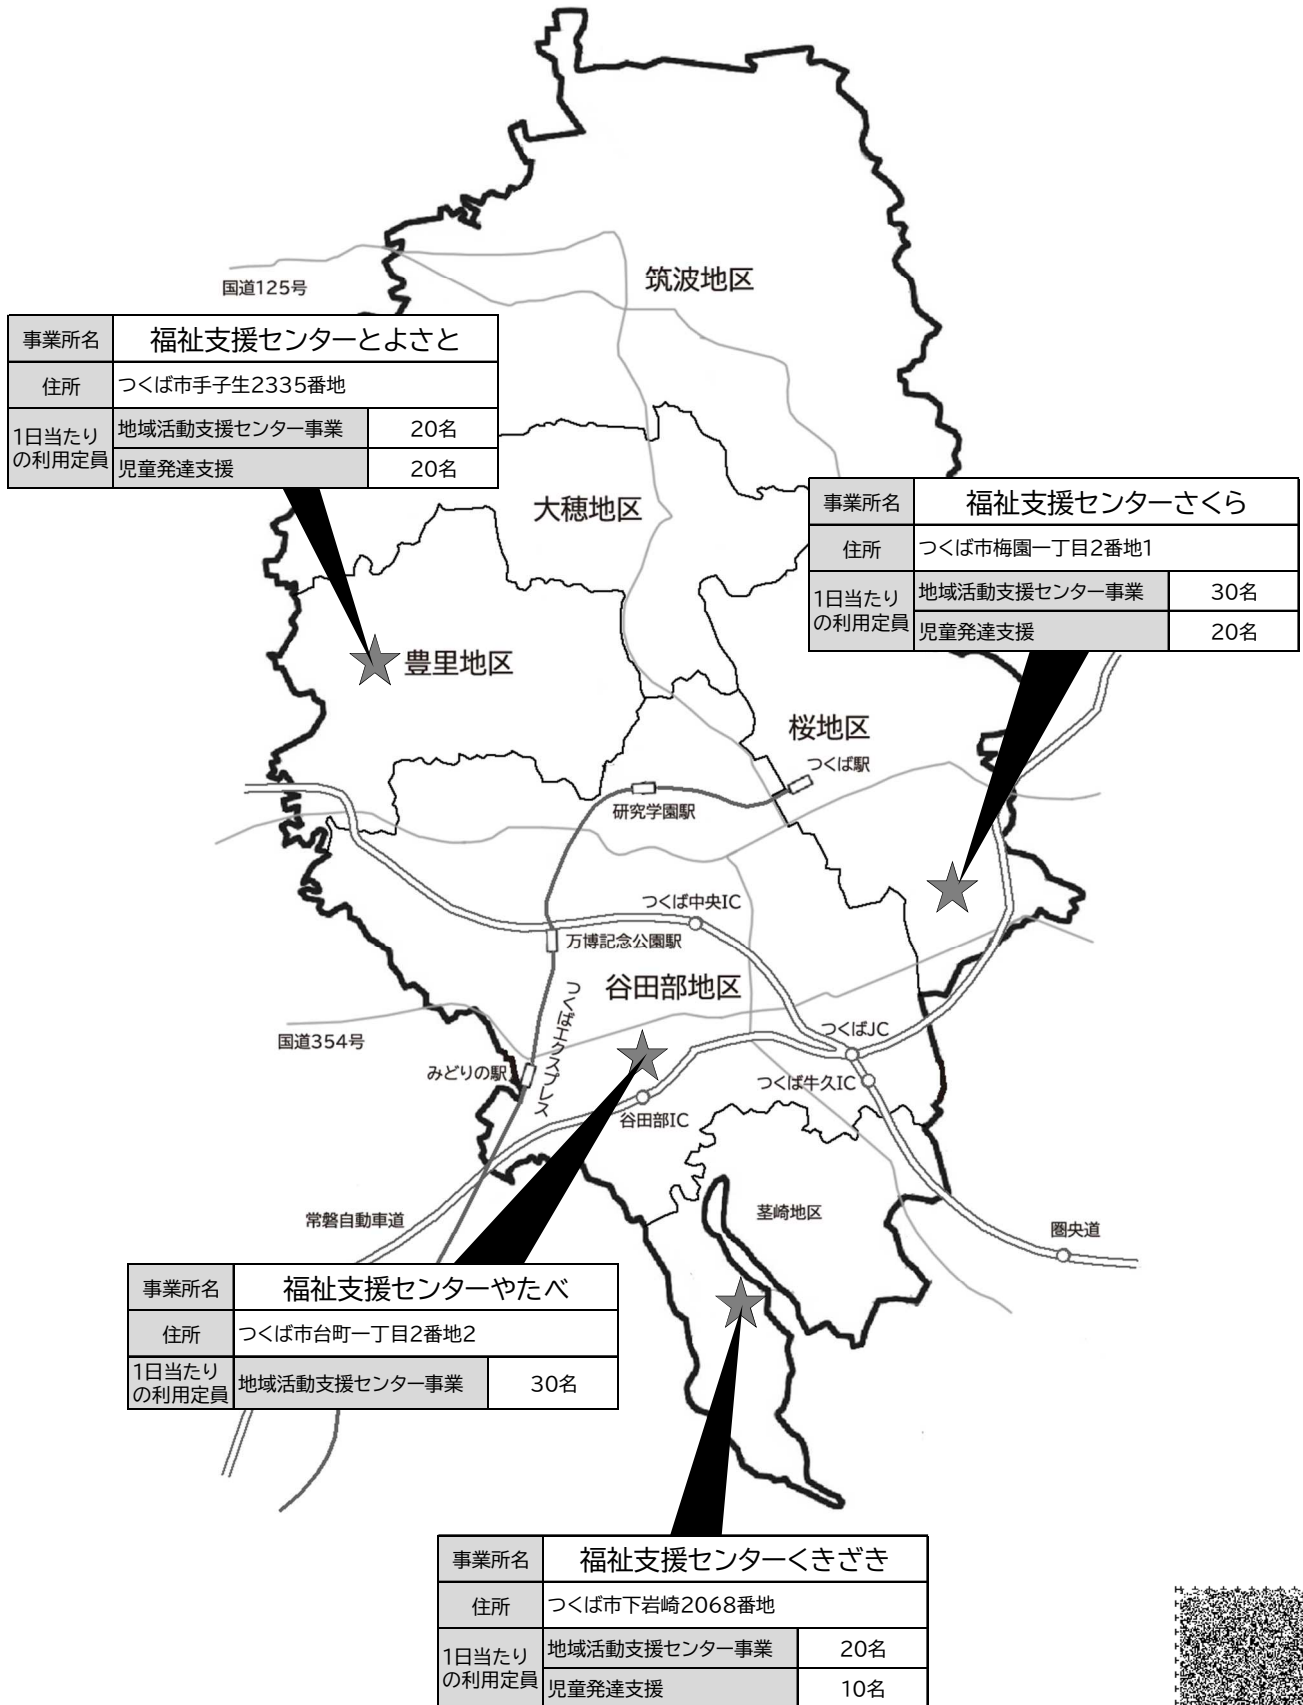 国道125号
筑波地区
事業所名 福祉支援センターとよさと
住所 つくば市手子生2335番地
1日当たり
の利用定員
地域活動支援センター事業 20名
児童発達支援 20名
大穂地区
事業所名 福祉支援センターさくら
住所 つくば市梅園一丁目2番地1
1日当たり
の利用定員
地域活動支援センター事業 30名
児童発達支援 20名
豊里地区
桜地区
つくば駅
研究学園駅
つくば中央IC
万博記念公園駅
谷田部地区
つくばエクスプレス
国道354号
つくばJC
みどりの駅
つくば牛久IC
谷田部IC
茎崎地区
常磐自動車道
圏央道
事業所名 福祉支援センターやたべ
住所 つくば市台町一丁目2番地2
1日当たり
の利用定員
地域活動支援センター事業 30名
事業所名 福祉支援センターくきざき
住所 つくば市下岩崎2068番地
1日当たり
の利用定員
地域活動支援センター事業 20名
児童発達支援 10名